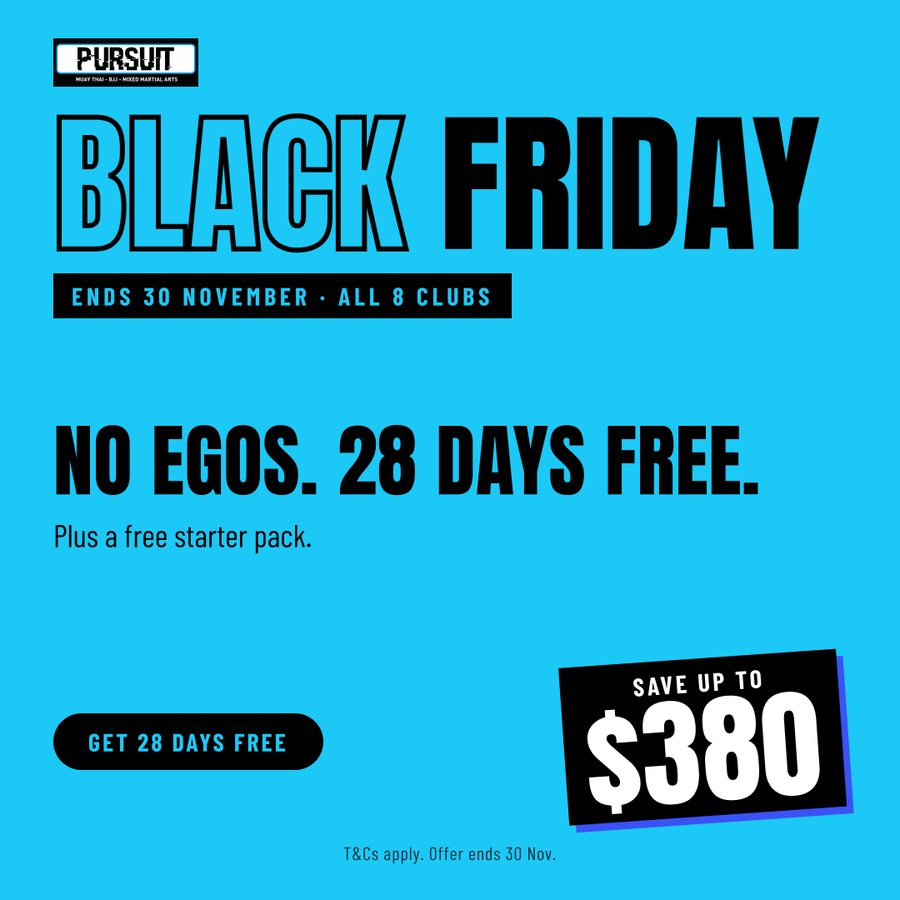 PURSUIT
MUAY THAI • BJJ • MIXED MARTIAL ARTS
BLACK FRIDAY
ENDS 30 NOVEMBER · ALL 8 CLUBS
NO EGOS. 28 DAYS FREE.
Plus a free starter pack.
SAVE UP TO
$380
GET 28 DAYS FREE
T&Cs apply. Offer ends 30 Nov.